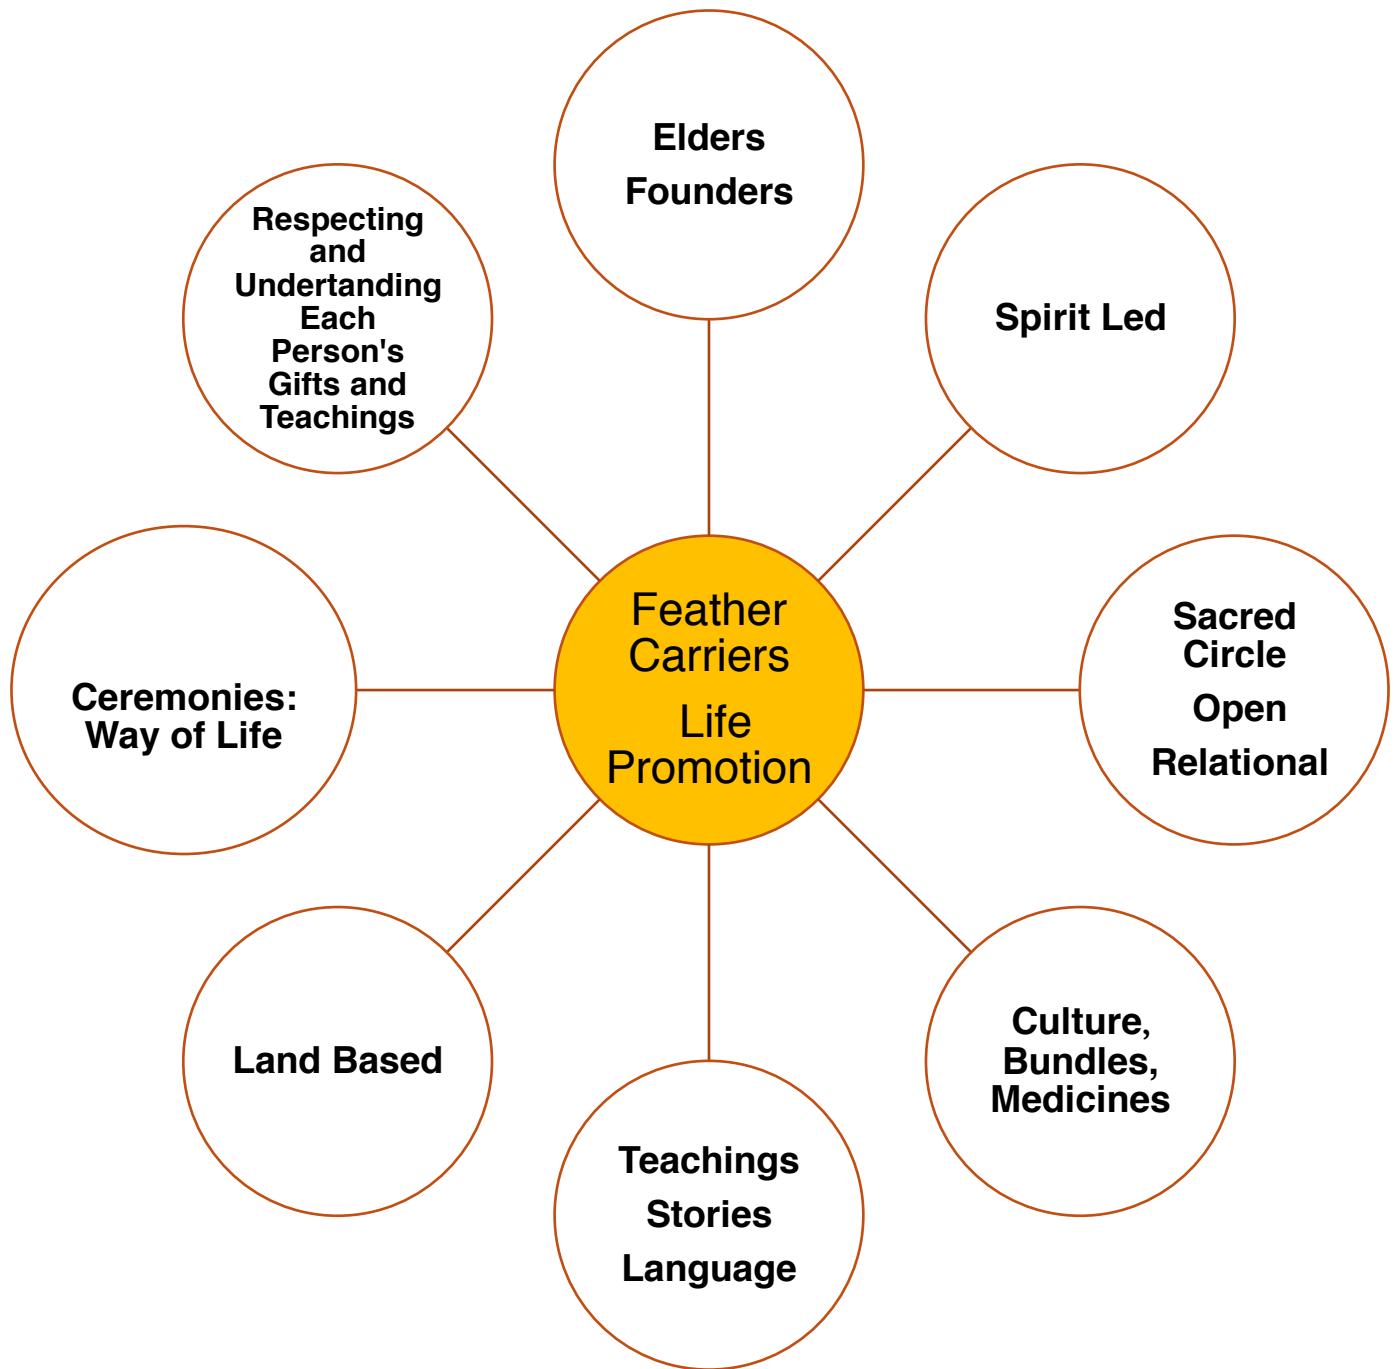 Elders
Founders
Spirit Led
Sacred
Circle
Open
Relational
Culture,
Bundles,
Medicines
Teachings
Stories
Language
Land Based
Ceremonies:
Way of Life
Respecting
and
Undertanding
Each
Person's
Gifts and
Teachings
Feather
Carriers
Life
Promotion